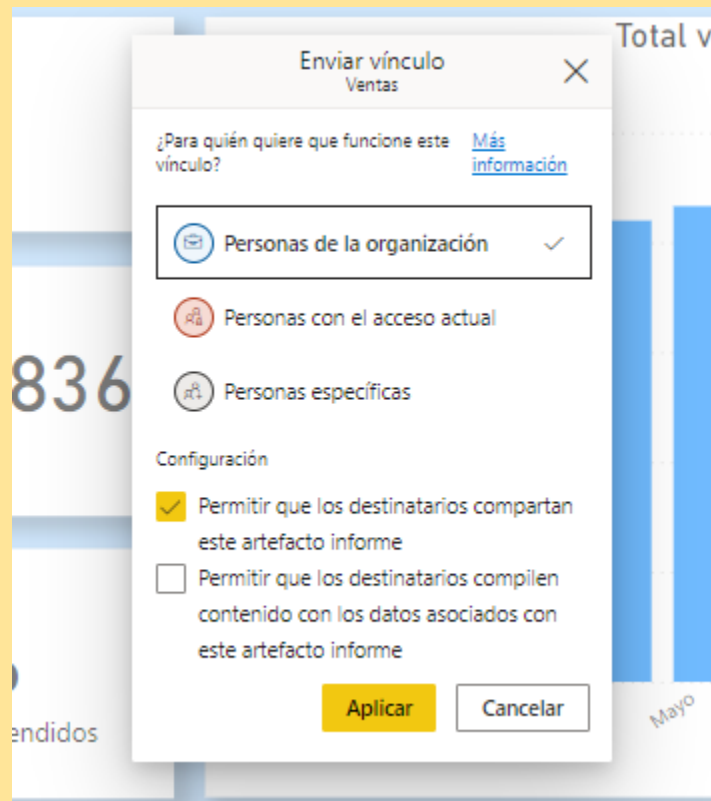 Total v
Enviar vínculo
Ventas
¿Para quién quiere que funcione este
vínculo?
Más
información
Personas de la organización
Personas con el acceso actual
836
Personas específicas
Configuración
Permitir que los destinatarios compartan
este artefacto informe
Permitir que los destinatarios compilen
contenido con los datos asociados con
este artefacto informe
Aplicar
Cancelar
Mayo
endidos